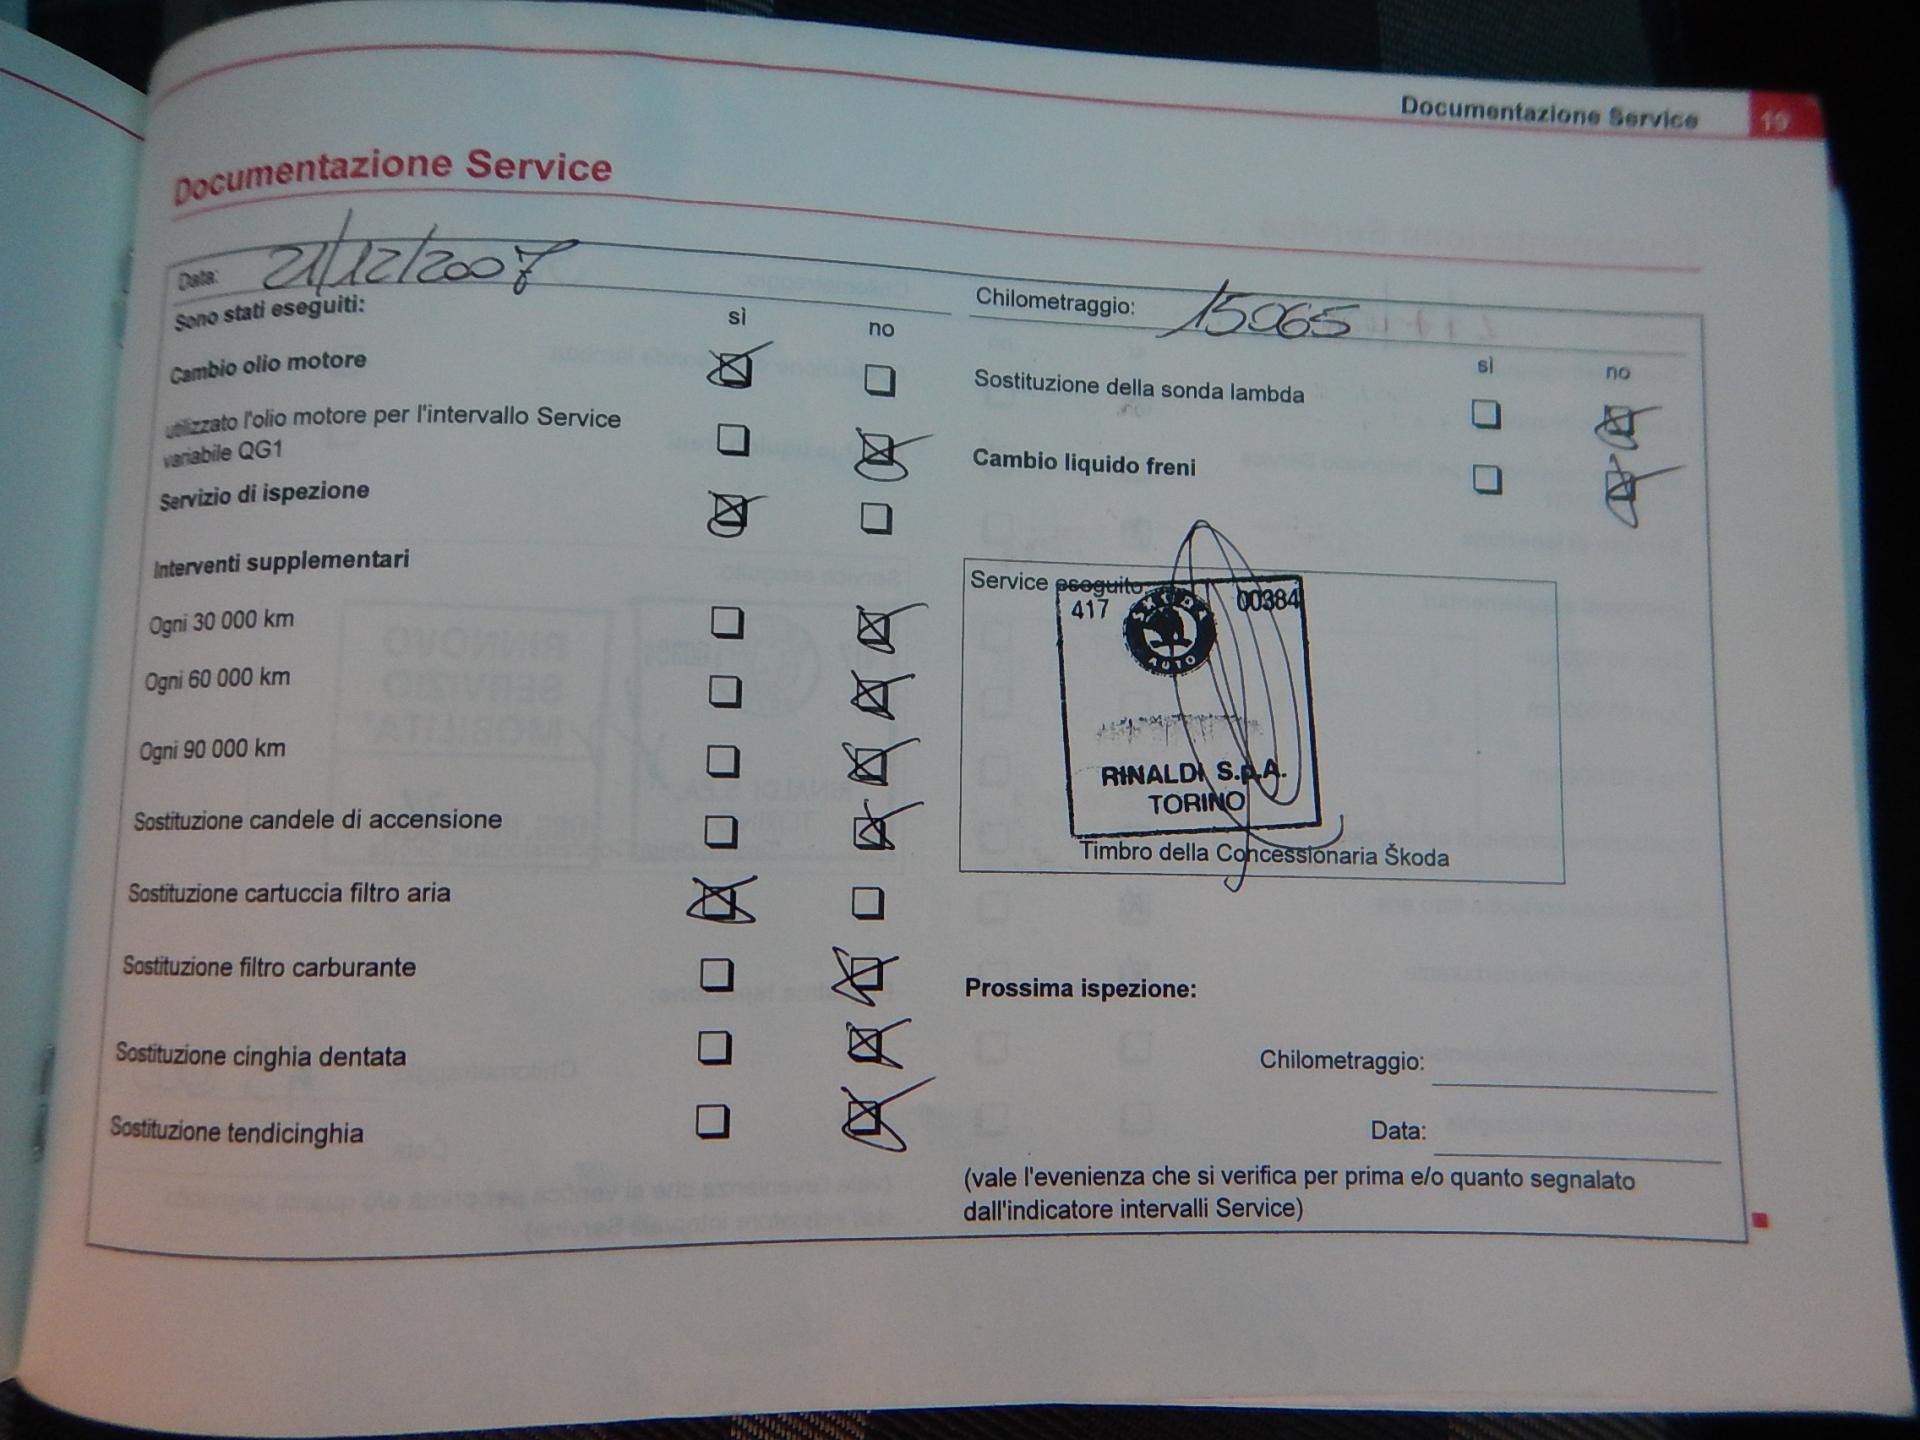 Documentazione Service 19
Documentazione Service
Data: 21/12/2007
Chilometraggio: 15065
Sono stati eseguiti:
sì no
Cambio olio motore
utilizzato l'olio motore per l'intervallo Service
variabile QG1
Servizio di ispezione
Interventi supplementari
Ogni 30 000 km
Ogni 60 000 km
Ogni 90 000 km
Sostituzione candele di accensione
Sostituzione cartuccia filtro aria
Sostituzione filtro carburante
Sostituzione cinghia dentata
Sostituzione tendicinghia
sì no
Sostituzione della sonda lambda
Cambio liquido freni
Service eseguito
417 00384
SKODA
AUTO
RINALDI S.p.A.
TORINO
Timbro della Concessionaria Škoda
Prossima ispezione:
Chilometraggio:
Data:
(vale l'evenienza che si verifica per prima e/o quanto segnalato
dall'indicatore intervalli Service)